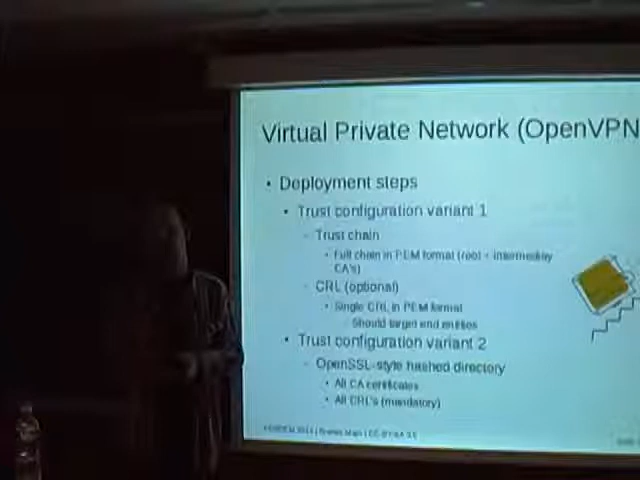 Virtual Private Network (OpenVPN
• Deployment steps
• Trust configuration variant 1
– Trust chain
• Full chain in PEM format (root + intermediary
CA's)
– CRL (optional)
• Single CRL in PEM format
Should target end entities
• Trust configuration variant 2
– OpenSSL-style hashed directory
• All CA certificates
• All CRL's (mandatory)